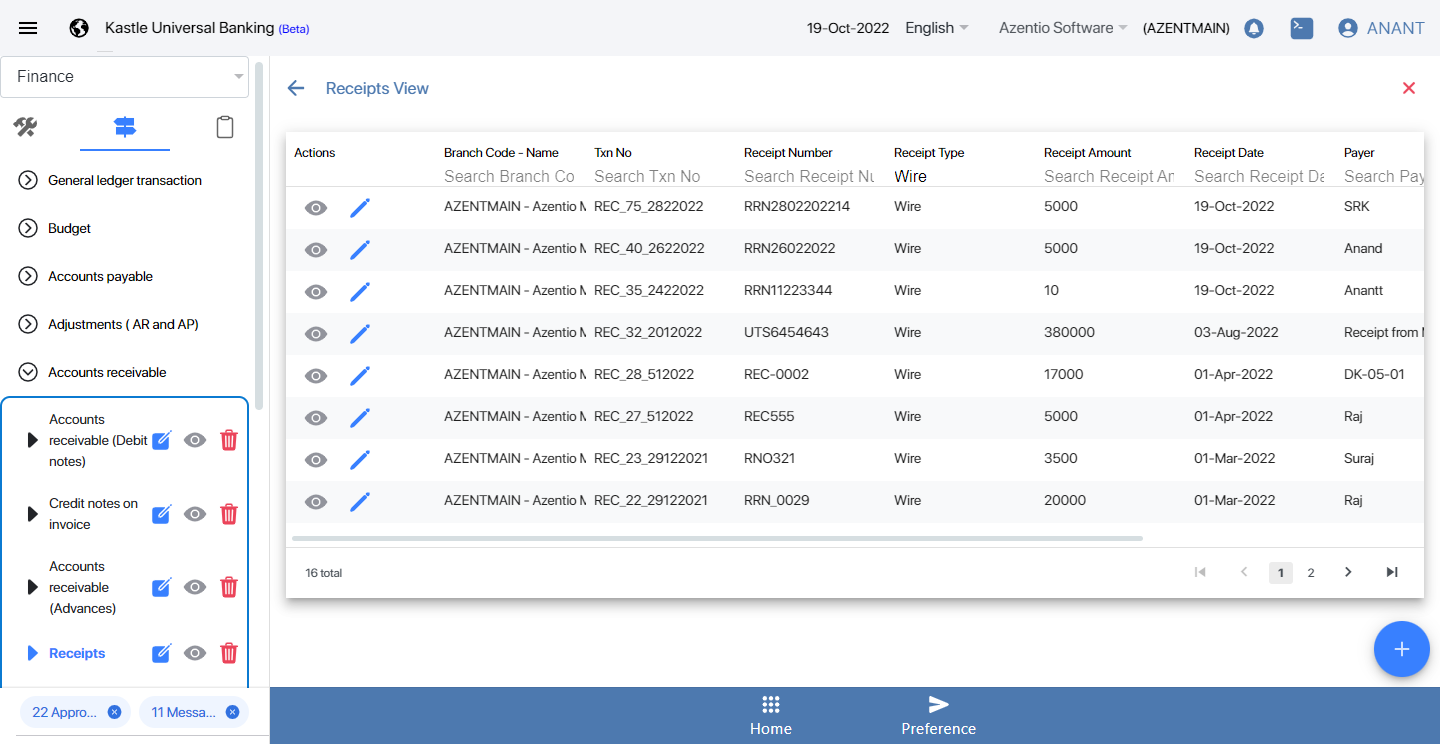 Kastle Universal Banking (Beta)
19-Oct-2022 English Azentio Software (AZENTMAIN) ANANT
Finance
General ledger transaction
Budget
Accounts payable
Adjustments ( AR and AP)
Accounts receivable
Accounts
receivable (Debit
notes)
Credit notes on
invoice
Accounts
receivable
(Advances)
Receipts
22 Appro... 11 Messa...
Receipts View
Actions Branch Code - Name Txn No Receipt Number Receipt Type Receipt Amount Receipt Date Payer
Search Branch Co Search Txn No Search Receipt Nu Wire Search Receipt Ar Search Receipt Da Search Pay
AZENTMAIN - Azentio M REC_75_2822022 RRN2802202214 Wire 5000 19-Oct-2022 SRK
AZENTMAIN - Azentio M REC_40_2622022 RRN26022022 Wire 5000 19-Oct-2022 Anand
AZENTMAIN - Azentio M REC_35_2422022 RRN11223344 Wire 10 19-Oct-2022 Anantt
AZENTMAIN - Azentio M REC_32_2012022 UTS6454643 Wire 380000 03-Aug-2022 Receipt from
AZENTMAIN - Azentio M REC_28_512022 REC-0002 Wire 17000 01-Apr-2022 DK-05-01
AZENTMAIN - Azentio M REC_27_512022 REC555 Wire 5000 01-Apr-2022 Raj
AZENTMAIN - Azentio M REC_23_29122021 RNO321 Wire 3500 01-Mar-2022 Suraj
AZENTMAIN - Azentio M REC_22_29122021 RRN_0029 Wire 20000 01-Mar-2022 Raj
16 total 1 2
Home Preference